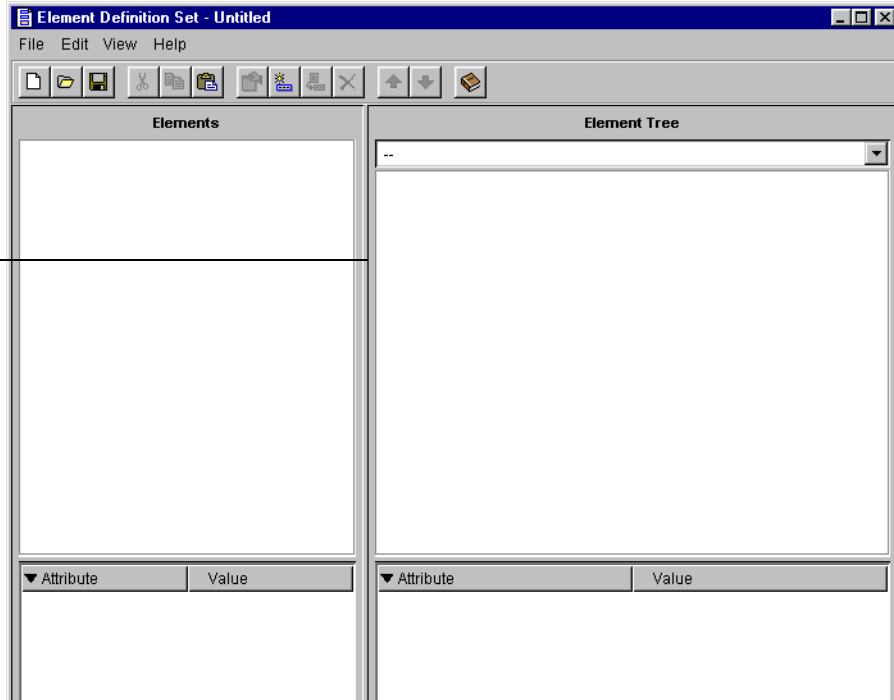 Element Definition Set - Untitled
File Edit View Help
Elements
Element Tree
--
Attribute Value
Attribute Value